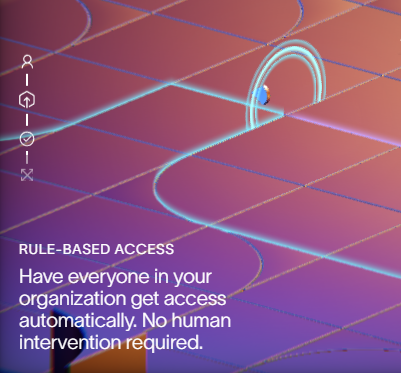 RULE-BASED ACCESS
Have everyone in your
organization get access
automatically. No human
intervention required.